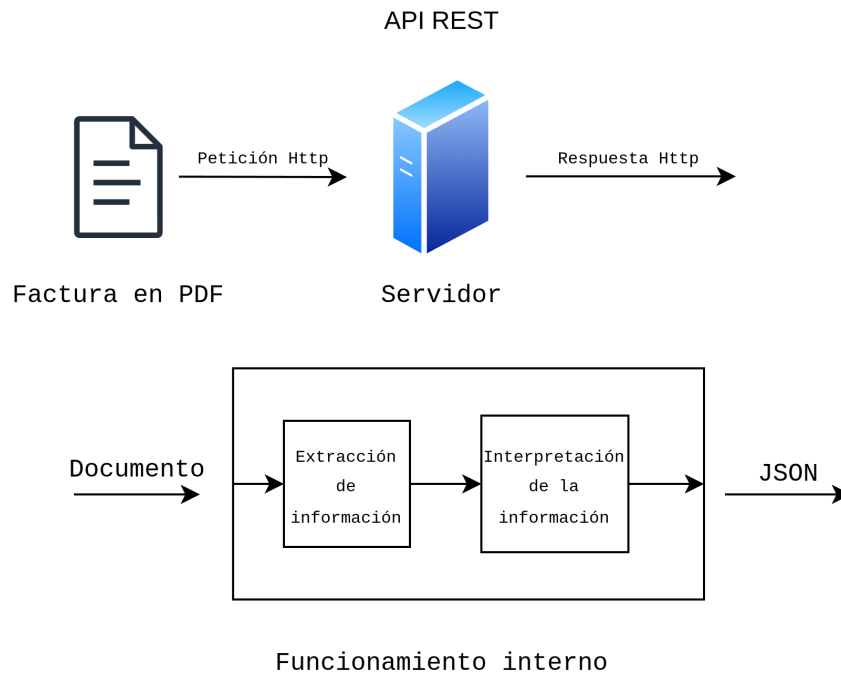 API REST
Petición Http
Respuesta Http
Factura en PDF
Servidor
Documento
Extracción
de
información
Interpretación
de la
información
JSON
Funcionamiento interno